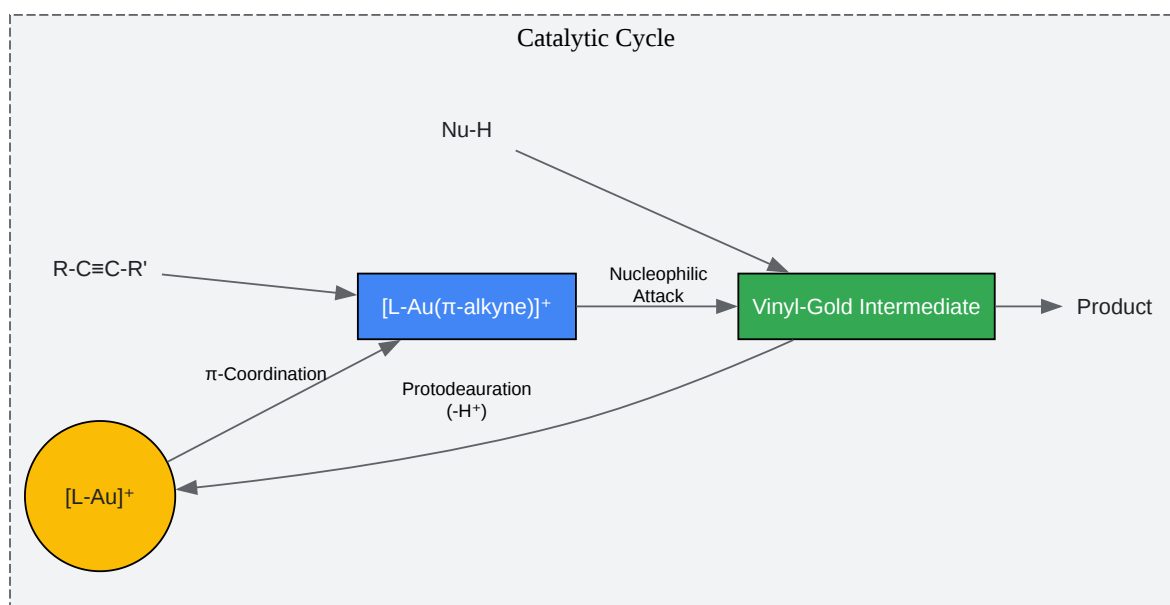 Catalytic Cycle
Nu-H
R-C≡C-R'
[L-Au(π-alkyne)]⁺
Nucleophilic
Attack
Vinyl-Gold Intermediate
Product
π-Coordination
Protodeauration
(-H⁺)
[L-Au]⁺